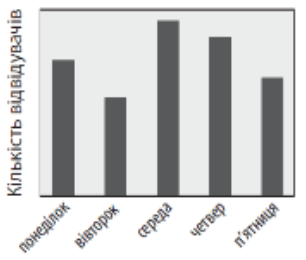 Кількість відвідувачів
понеділок
вівторок
середа
четвер
п'ятниця